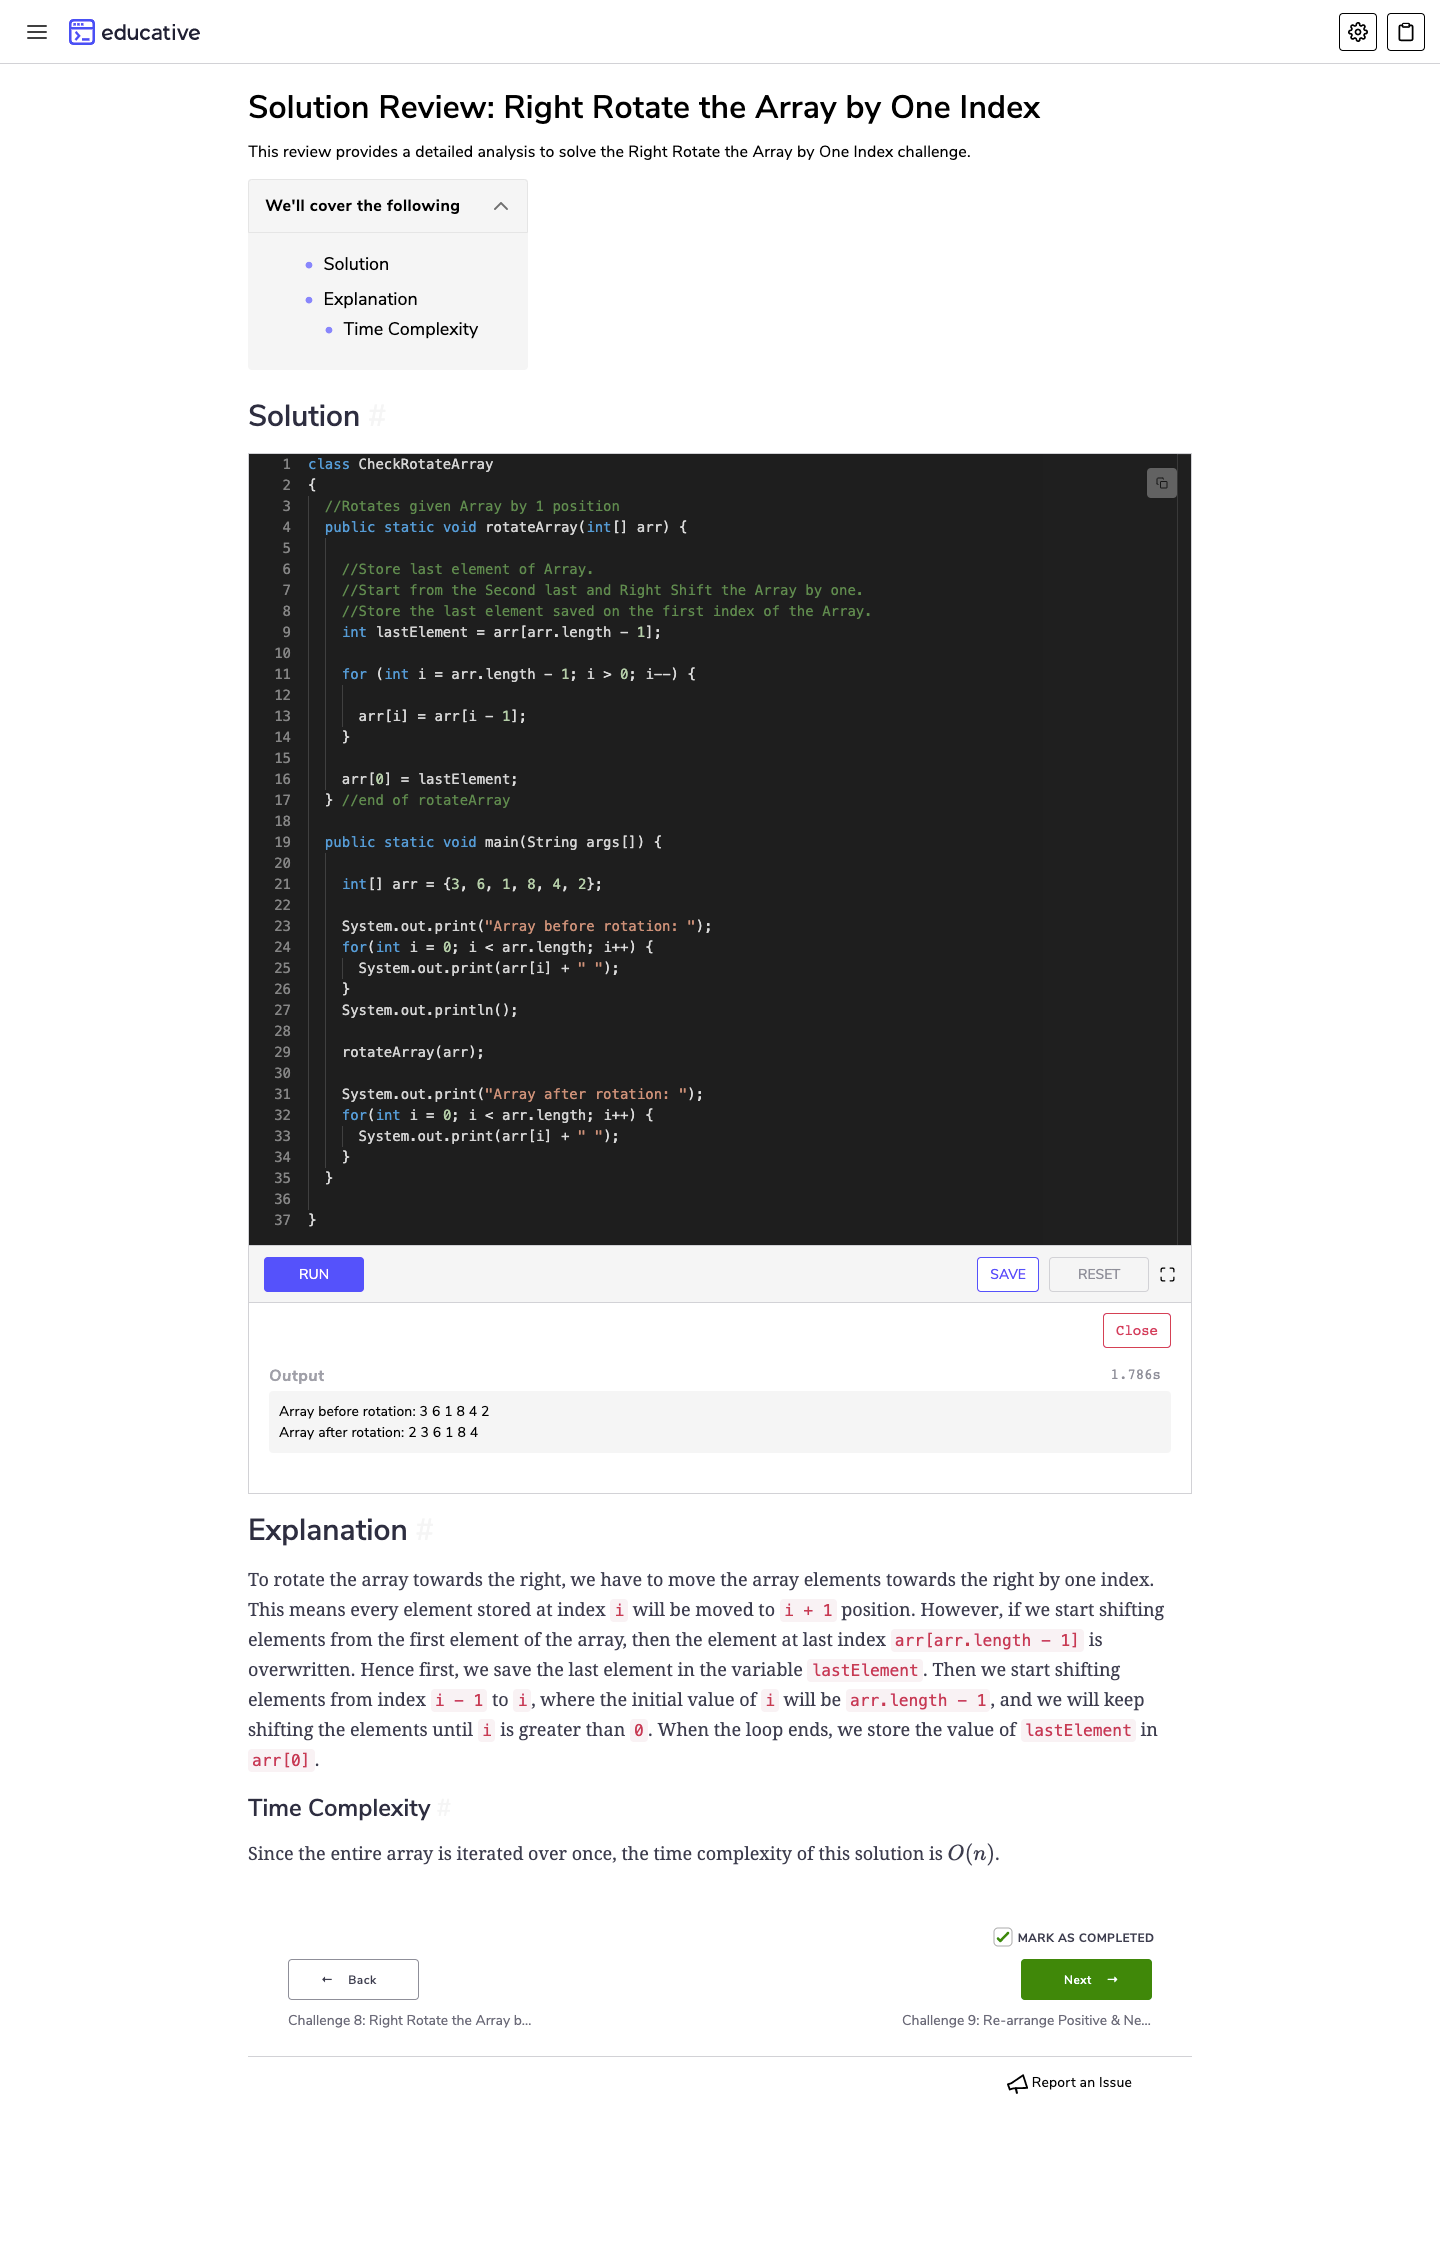 educative
Solution Review: Right Rotate the Array by One Index
This review provides a detailed analysis to solve the Right Rotate the Array by One Index challenge.
We'll cover the following
Solution
Explanation
Time Complexity
Solution #
1 class CheckRotateArray
2 {
3 //Rotates given Array by 1 position
4 public static void rotateArray(int[] arr) {
5
6 //Store last element of Array.
7 //Start from the Second last and Right Shift the Array by one.
8 //Store the last element saved on the first index of the Array.
9 int lastElement = arr[arr.length - 1];
10
11 for (int i = arr.length - 1; i > 0; i--) {
12
13 arr[i] = arr[i - 1];
14 }
15
16 arr[0] = lastElement;
17 } //end of rotateArray
18
19 public static void main(String args[]) {
20
21 int[] arr = {3, 6, 1, 8, 4, 2};
22
23 System.out.print("Array before rotation: ");
24 for(int i = 0; i < arr.length; i++) {
25 System.out.print(arr[i] + " ");
26 }
27 System.out.println();
28
29 rotateArray(arr);
30
31 System.out.print("Array after rotation: ");
32 for(int i = 0; i < arr.length; i++) {
33 System.out.print(arr[i] + " ");
34 }
35 }
36
37 }
RUN SAVE RESET
Close
Output 1.786s
Array before rotation: 3 6 1 8 4 2
Array after rotation: 2 3 6 1 8 4
Explanation #
To rotate the array towards the right, we have to move the array elements towards the right by one index.
This means every element stored at index i will be moved to i + 1 position. However, if we start shifting
elements from the first element of the array, then the element at last index arr[arr.length - 1] is
overwritten. Hence first, we save the last element in the variable lastElement. Then we start shifting
elements from index i - 1 to i, where the initial value of i will be arr.length - 1, and we will keep
shifting the elements until i is greater than 0. When the loop ends, we store the value of lastElement in
arr[0].
Time Complexity #
Since the entire array is iterated over once, the time complexity of this solution is O(n).
MARK AS COMPLETED
← Back Next →
Challenge 8: Right Rotate the Array b... Challenge 9: Re-arrange Positive & Ne...
Report an Issue